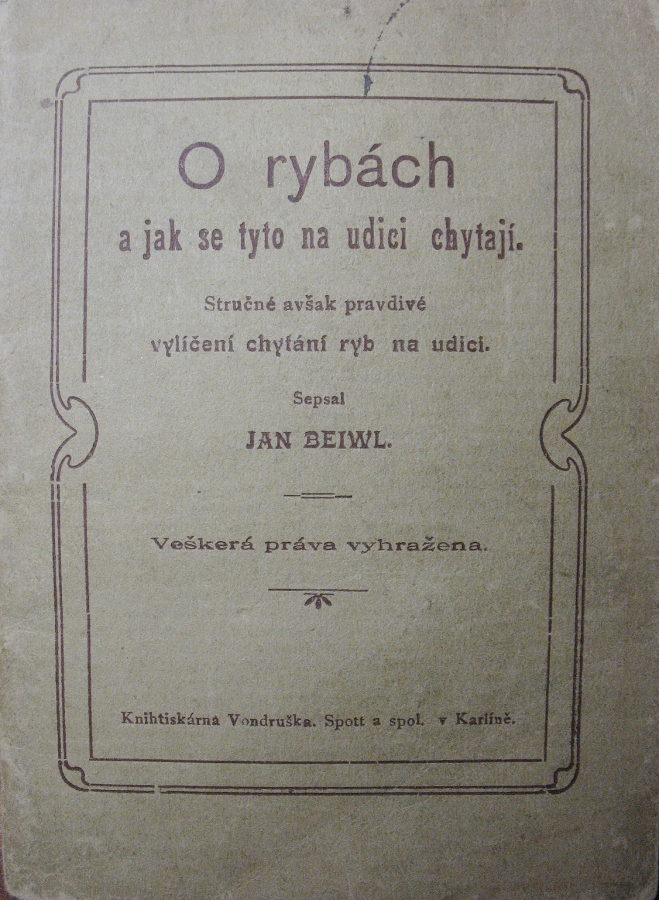 O rybách
a jak se tyto na udici chytají.
Stručné avšak pravdivé
vylíčení chytání ryb na udici.
Sepsal
JAN BEIWL.
Veškerá práva vyhražena.
Knihtiskárna Vondruška. Spott a spol. v Karlíně.